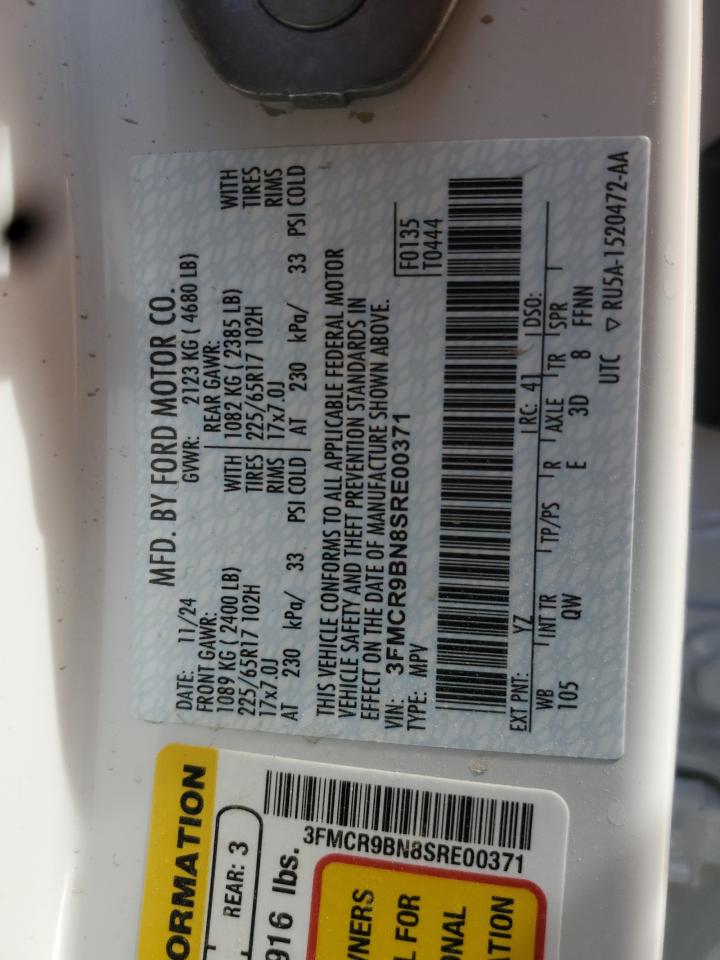 MFD. BY FORD MOTOR CO.
DATE: 11/24 GVWR: 2123 KG ( 4680 LB)
FRONT GAWR: REAR GAWR:
1089 KG ( 2400 LB) WITH 1082 KG ( 2385 LB) WITH
225/65R17 102H TIRES 225/65R17 102H TIRES
17x7.0J RIMS 17x7.0J RIMS
AT 230 kPa/ 33 PSI COLD AT 230 kPa/ 33 PSI COLD
THIS VEHICLE CONFORMS TO ALL APPLICABLE FEDERAL MOTOR
VEHICLE SAFETY AND THEFT PREVENTION STANDARDS IN
EFFECT ON THE DATE OF MANUFACTURE SHOWN ABOVE.
VIN: 3FMCR9BN8SRE00371 F0135
TYPE: MPV T0444
EXT PNT: YZ RC: 41 DSO:
WB INT TR TP/PS R AXLE TR SPR
105 QW E 3D 8 FFNN
UTC ▽ RU5A-1520472-AA
ORMATION
REAR: 3
916 lbs.
3FMCR9BN8SRE00371
WNERS
L FOR
ONAL
ATION